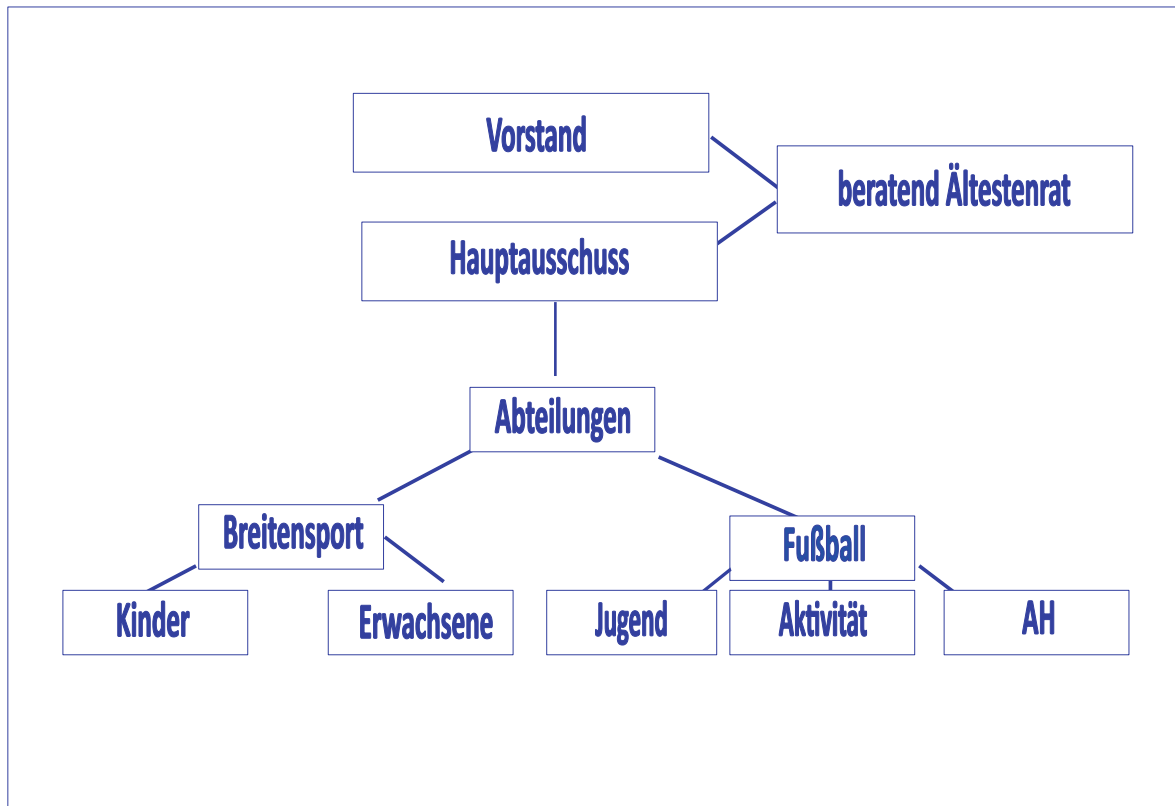 Vorstand
beratend Ältestenrat
Hauptausschuss
Abteilungen
Breitensport
Fußball
Kinder
Erwachsene
Jugend
Aktivität
AH